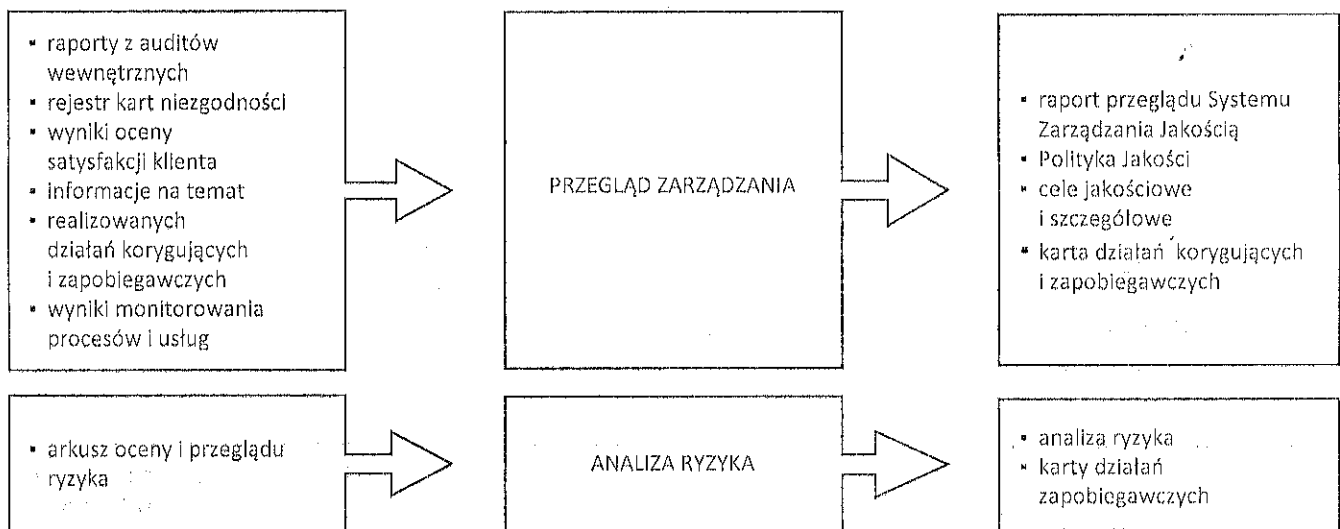 ▪ raporty z auditów
wewnętrznych
▪ rejestr kart niezgodności
▪ wyniki oceny
satysfakcji klienta
▪ informacje na temat
▪ realizowanych
działań korygujących
i zapobiegawczych
▪ wyniki monitorowania
procesów i usług
PRZEGLĄD ZARZĄDZANIA
▪ raport przeglądu Systemu
Zarządzania Jakością
▪ Polityka Jakości
▪ cele jakościowe
i szczegółowe
▪ karta działań korygujących
i zapobiegawczych
▪ arkusz oceny i przeglądu
ryzyka
ANALIZA RYZYKA
▪ analiza ryzyka
▪ karty działań
zapobiegawczych